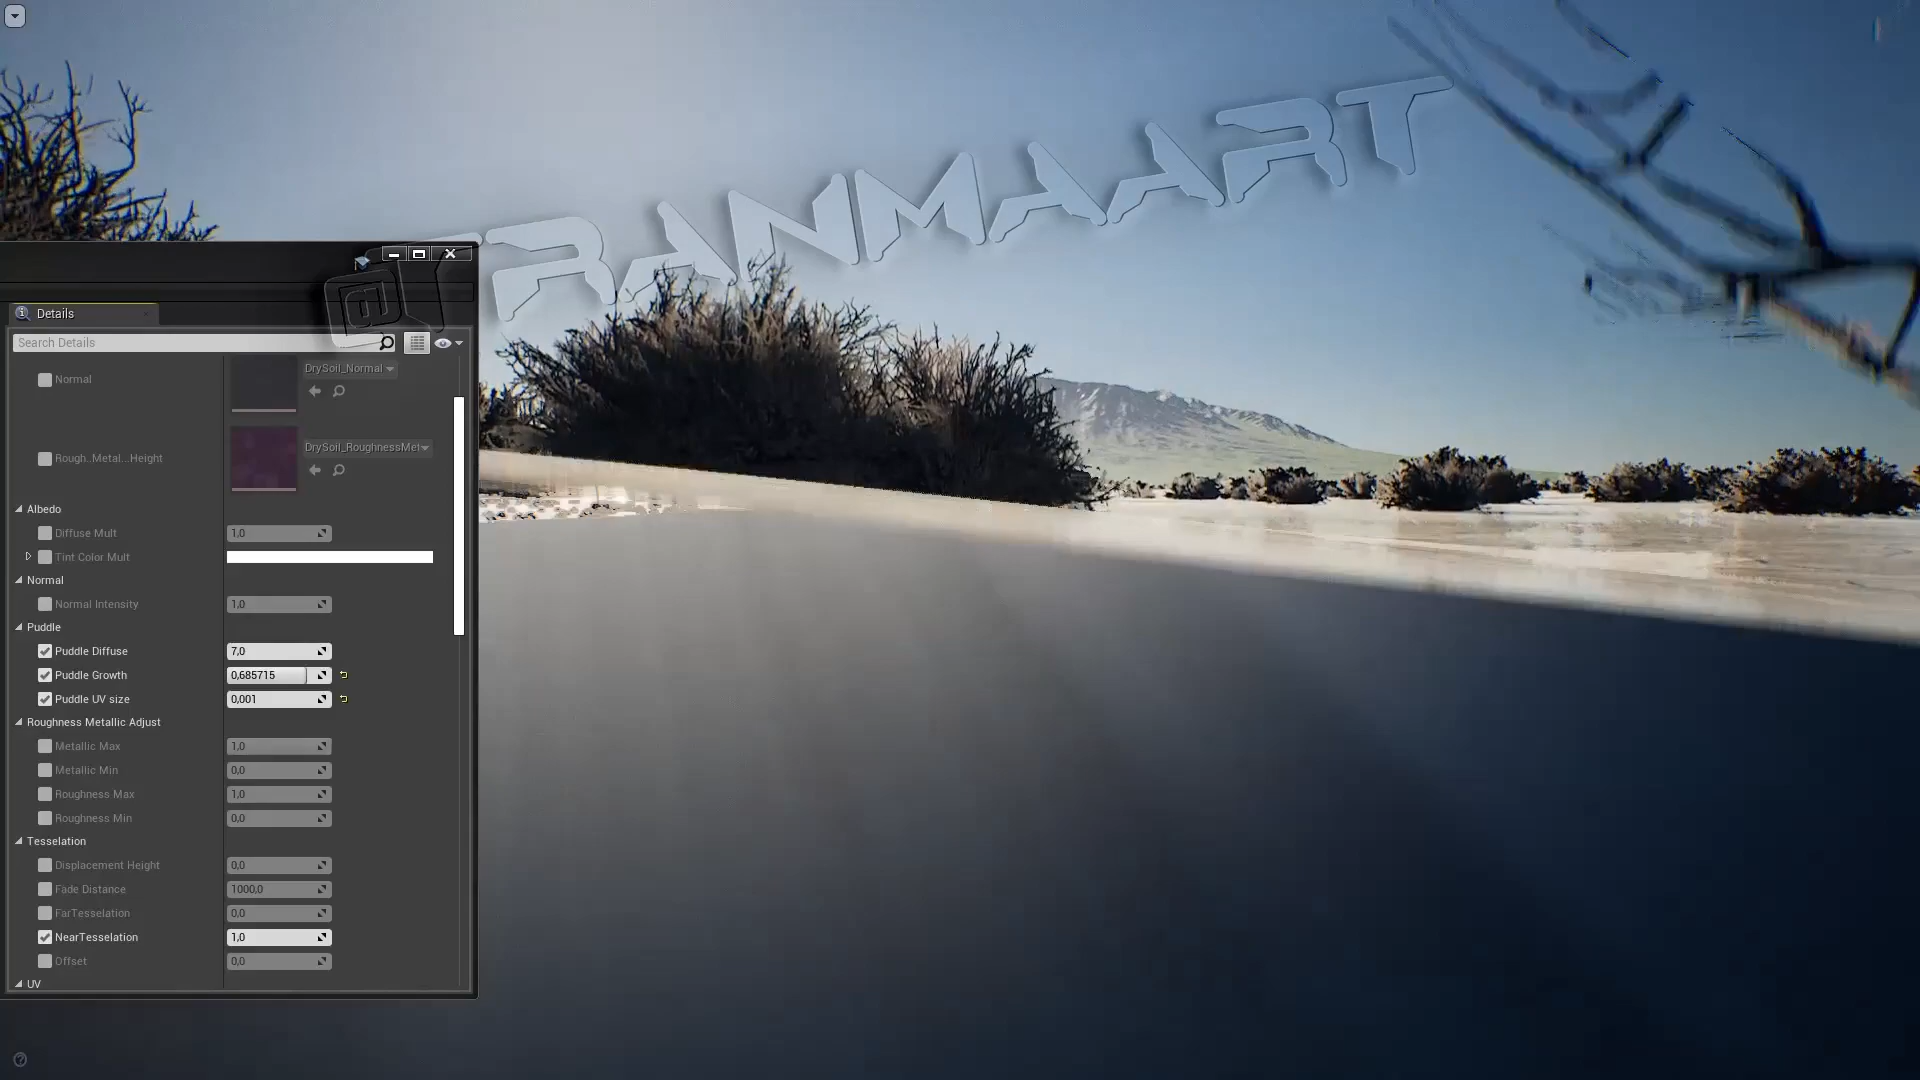 @TRANMAART
Details
Search Details
Normal
DrySoil_Normal
Rough..Metal...Height
DrySoil_RoughnessMet
Albedo
Diffuse Mult 1,0
Tint Color Mult
Normal
Normal Intensity 1,0
Puddle
Puddle Diffuse 7,0
Puddle Growth 0,685715
Puddle UV size 0,001
Roughness Metallic Adjust
Metallic Max 1,0
Metallic Min 0,0
Roughness Max 1,0
Roughness Min 0,0
Tesselation
Displacement Height 0,0
Fade Distance 1000,0
FarTesselation 0,0
NearTesselation 1,0
Offset 0,0
UV